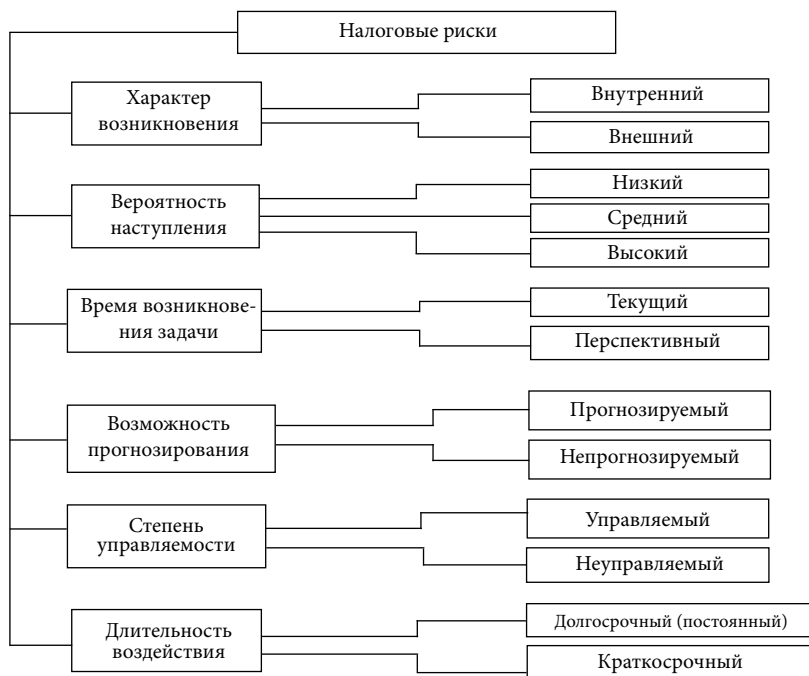 Налоговые риски
Характер
возникновения
Внутренний
Внешний
Вероятность
наступления
Низкий
Средний
Высокий
Время возникнове-
ния задачи
Текущий
Перспективный
Возможность
прогнозирования
Прогнозируемый
Непрогнозируемый
Степень
управляемости
Управляемый
Неуправляемый
Длительность
воздействия
Долгосрочный (постоянный)
Краткосрочный